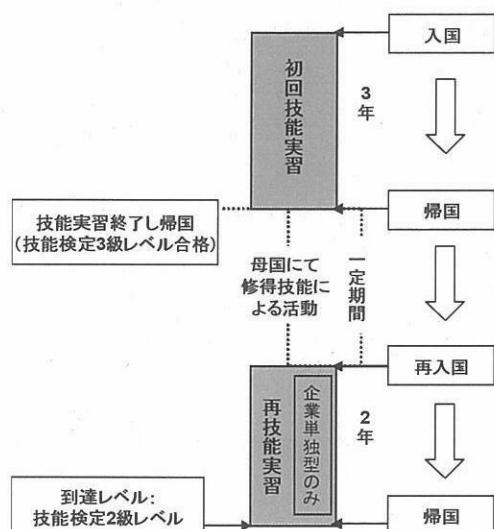 入国
初回技能実習
3年
帰国
技能実習終了し帰国
（技能検定3級レベル合格）
母国にて
修得技能に
よる活動
一定期間
再入国
再技能実習
企業単独型のみ
2年
到達レベル：
技能検定2級レベル
帰国